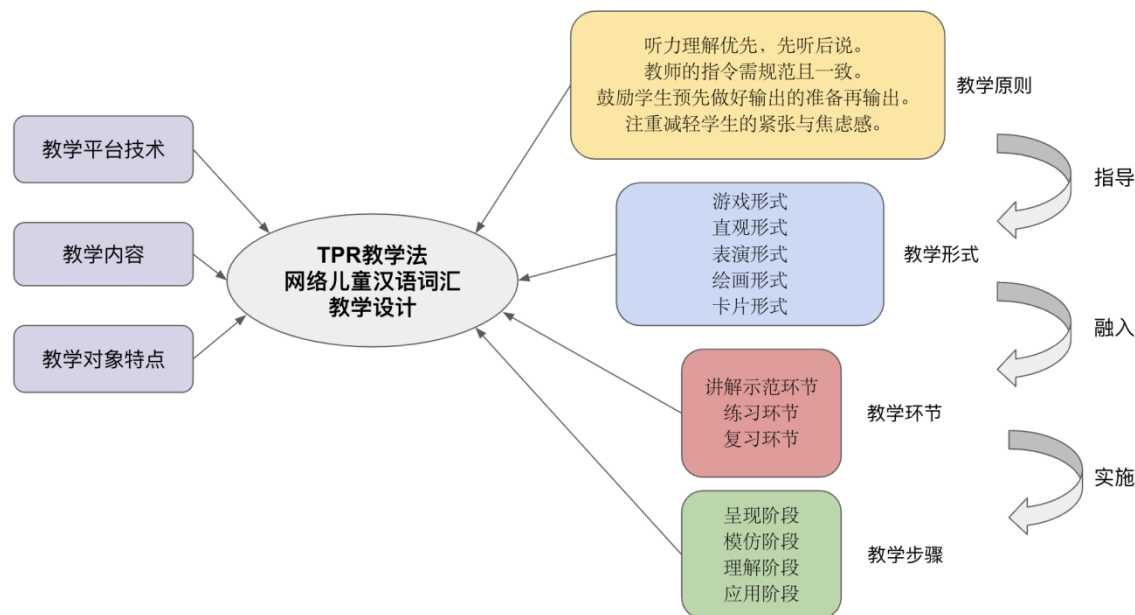 教学平台技术
教学内容
教学对象特点
TPR教学法
网络儿童汉语词汇
教学设计
听力理解优先，先听后说。
教师的指令需规范且一致。
鼓励学生预先做好输出的准备再输出。
注重减轻学生的紧张与焦虑感。
教学原则
指导
游戏形式
直观形式
表演形式
绘画形式
卡片形式
教学形式
融入
讲解示范环节
练习环节
复习环节
教学环节
实施
呈现阶段
模仿阶段
理解阶段
应用阶段
教学步骤